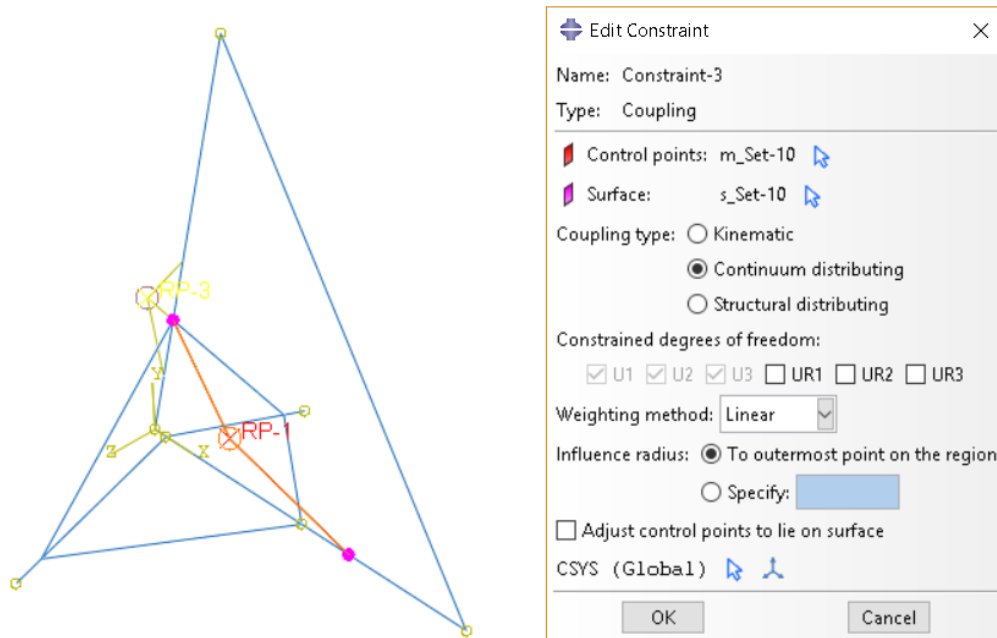 RP-3
Y
RP-1
Z
X
Edit Constraint
Name: Constraint-3
Type: Coupling
Control points: m_Set-10
Surface: s_Set-10
Coupling type: Kinematic
Continuum distributing
Structural distributing
Constrained degrees of freedom:
U1 U2 U3 UR1 UR2 UR3
Weighting method: Linear
Influence radius: To outermost point on the region
Specify:
Adjust control points to lie on surface
CSYS (Global)
OK Cancel